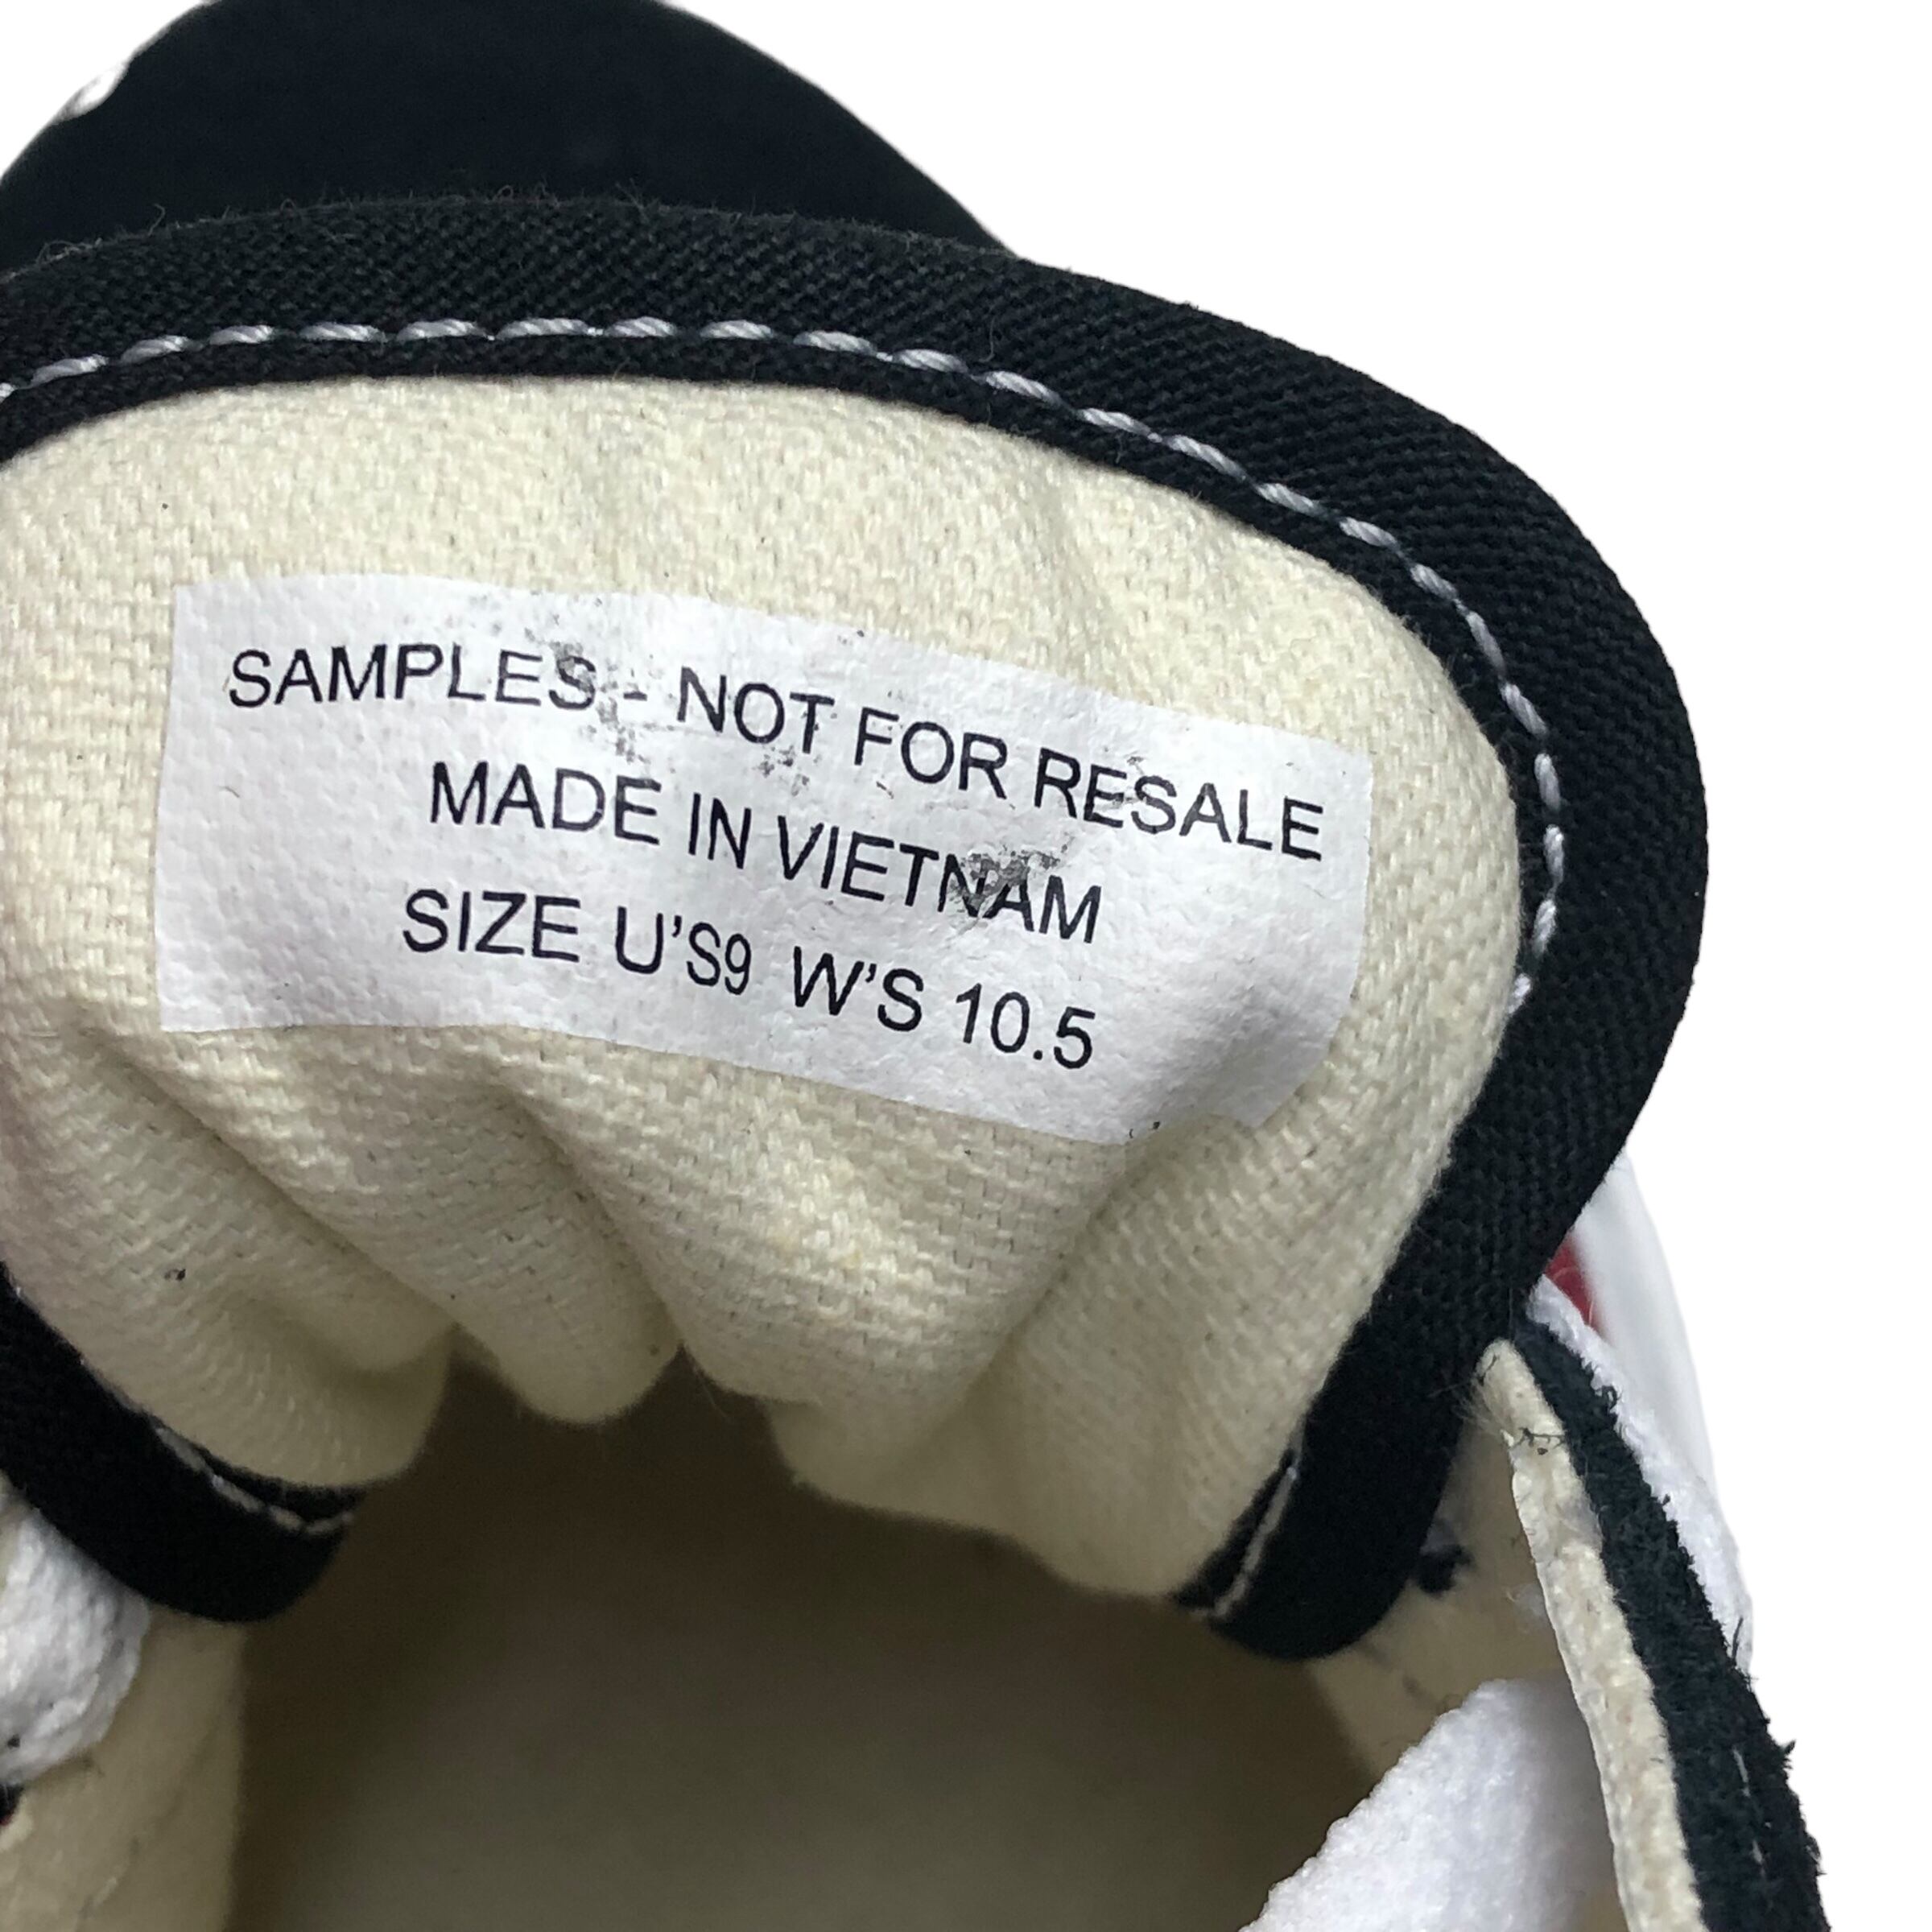 SAMPLES - NOT FOR RESALE
MADE IN VIETNAM
SIZE U'S9 W'S 10.5